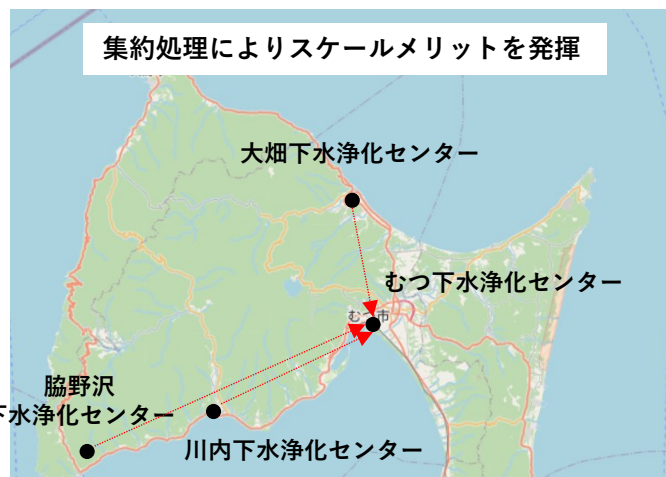 集約処理によりスケールメリットを発揮
大畑下水浄化センター
むつ下水浄化センター
むつ市
脇野沢
下水浄化センター
川内下水浄化センター